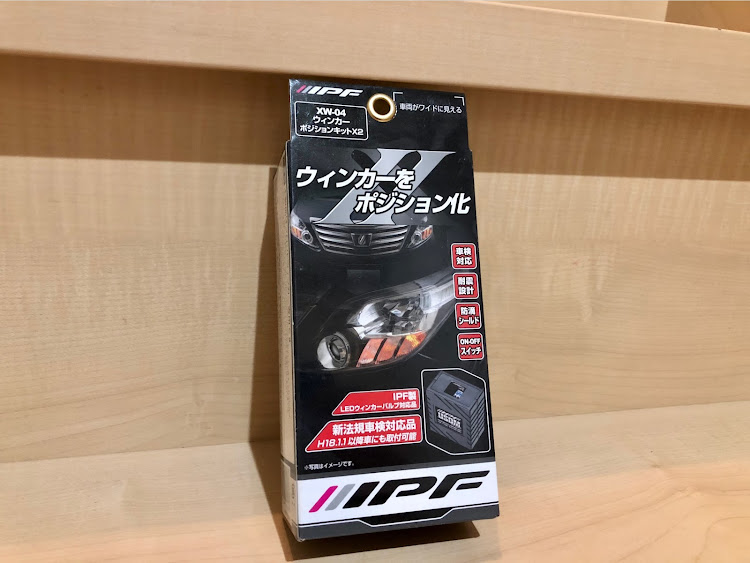 IPF
XW-04
ウィンカー
ポジションキットX2
車両がワイドに見える
X
ウィンカーを
ポジション化
車検
対応
耐震
設計
防滴
シールド
ON-OFF
スイッチ
IPF製
LEDウィンカーバルブ対応品
新法規車検対応品
H18.1.1以降車にも取付可能
※写真はイメージです。
IPF